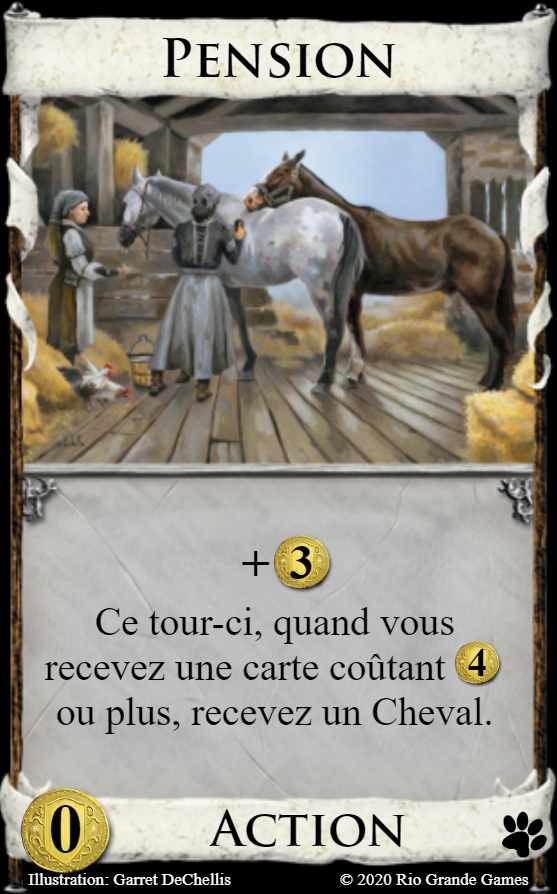 PENSION
+3
Ce tour-ci, quand vous
recevez une carte coûtant 4
ou plus, recevez un Cheval.
0 ACTION
Illustration: Garret DeChellis © 2020 Rio Grande Games